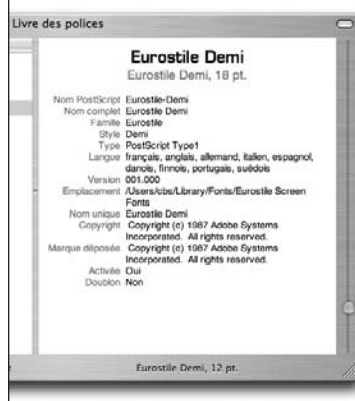 Livre des polices
Eurostile Demi
Eurostile Demi, 18 pt.
Nom PostScript Eurostile-Demi
Nom complet Eurostile Demi
Famille Eurostile
Style Demi
Type PostScript Type1
Langue français, anglais, allemand, italien, espagnol,
danois, finnois, portugais, suédois
Version 001.000
Emplacement /Users/cbs/Library/Fonts/Eurostile Screen
Fonts
Nom unique Eurostile Demi
Copyright Copyright (c) 1987 Adobe Systems
Incorporated. All rights reserved.
Marque déposée Copyright (c) 1987 Adobe Systems
Incorporated. All rights reserved.
Activée Oui
Doublon Non
Eurostile Demi, 12 pt.